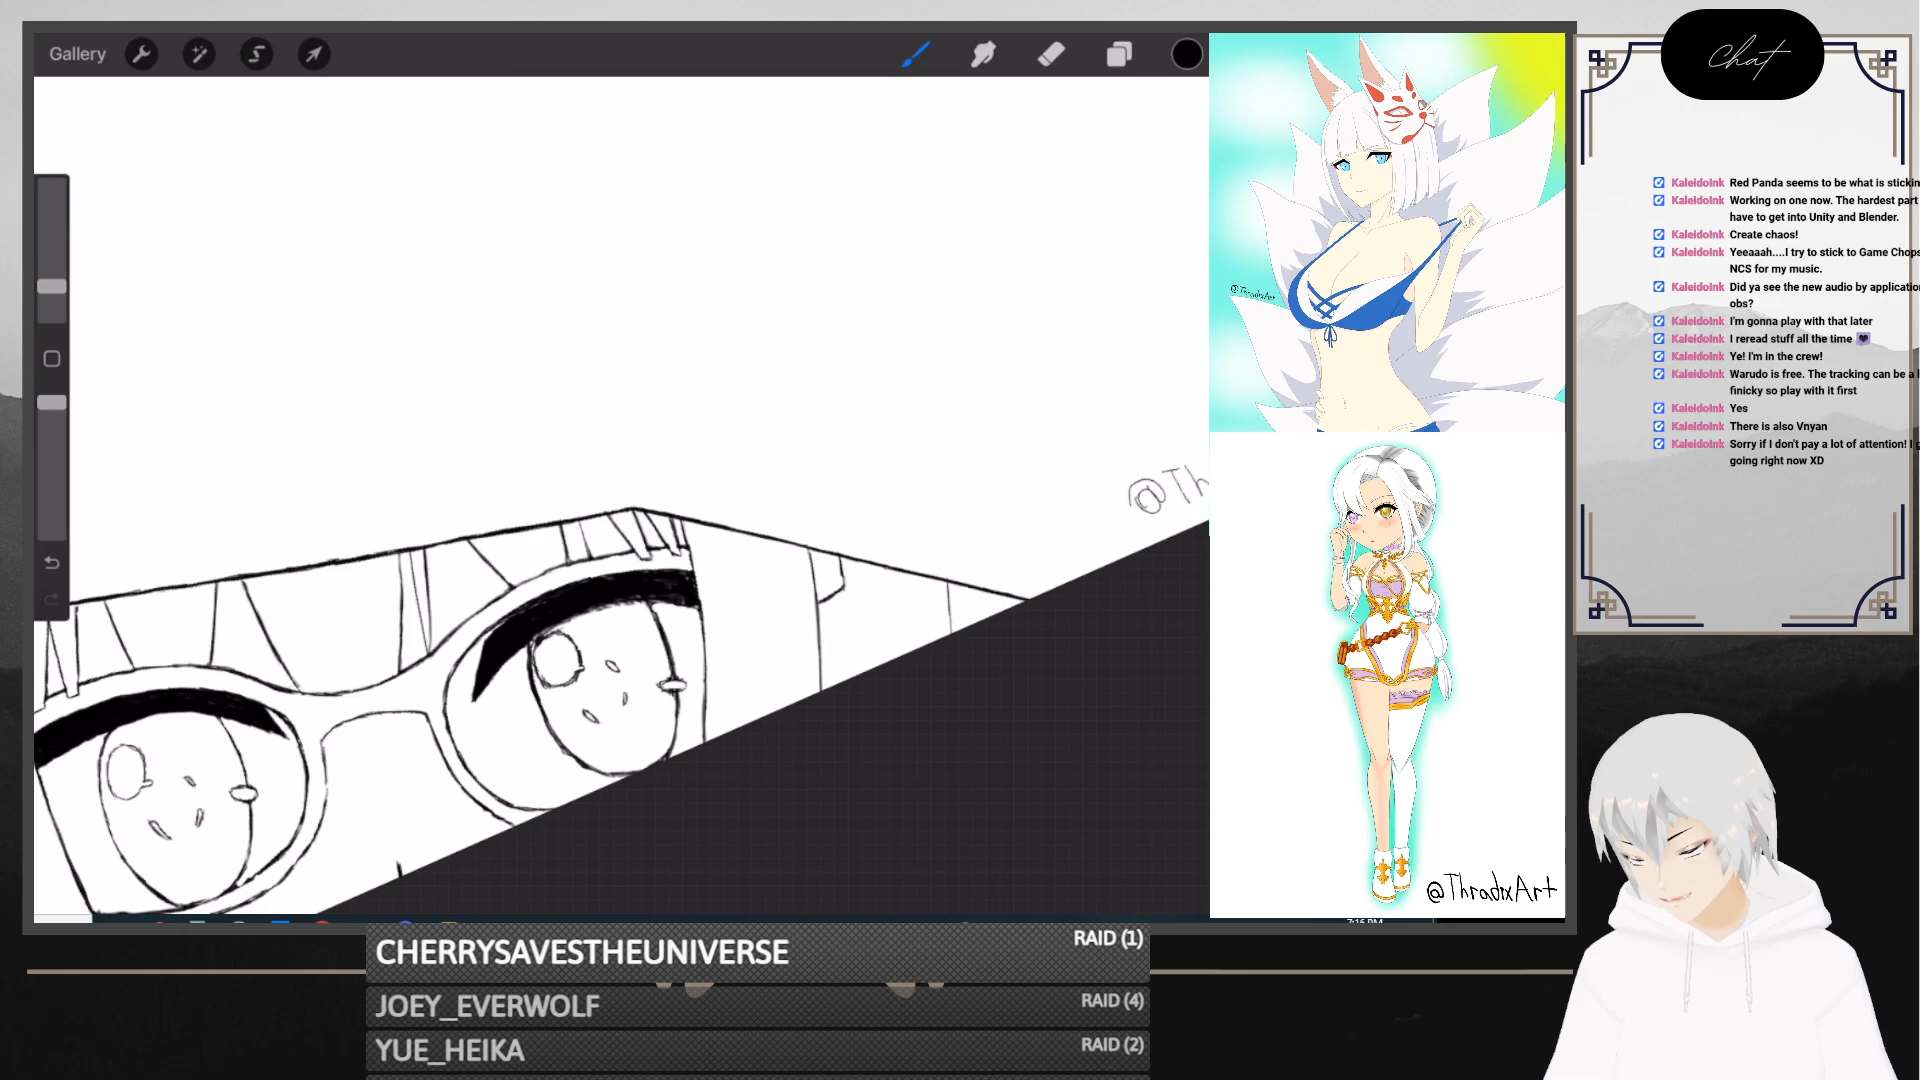 Gallery
Chat
KaleidoInk Red Panda seems to be what is stickin
KaleidoInk Working on one now. The hardest part
have to get into Unity and Blender.
KaleidoInk Create chaos!
KaleidoInk Yeeaaah....I try to stick to Game Chops
NCS for my music.
KaleidoInk Did ya see the new audio by application
obs?
KaleidoInk I'm gonna play with that later
KaleidoInk I reread stuff all the time
KaleidoInk Ye! I'm in the crew!
KaleidoInk Warudo is free. The tracking can be a l
finicky so play with it first
KaleidoInk Yes
KaleidoInk There is also Vnyan
KaleidoInk Sorry if I don't pay a lot of attention! I g
going right now XD
@ThradixArt
@Th
@ThradixArt
7:16 PM
CHERRYSAVESTHEUNIVERSE RAID (1)
JOEY_EVERWOLF RAID (4)
YUE_HEIKA RAID (2)